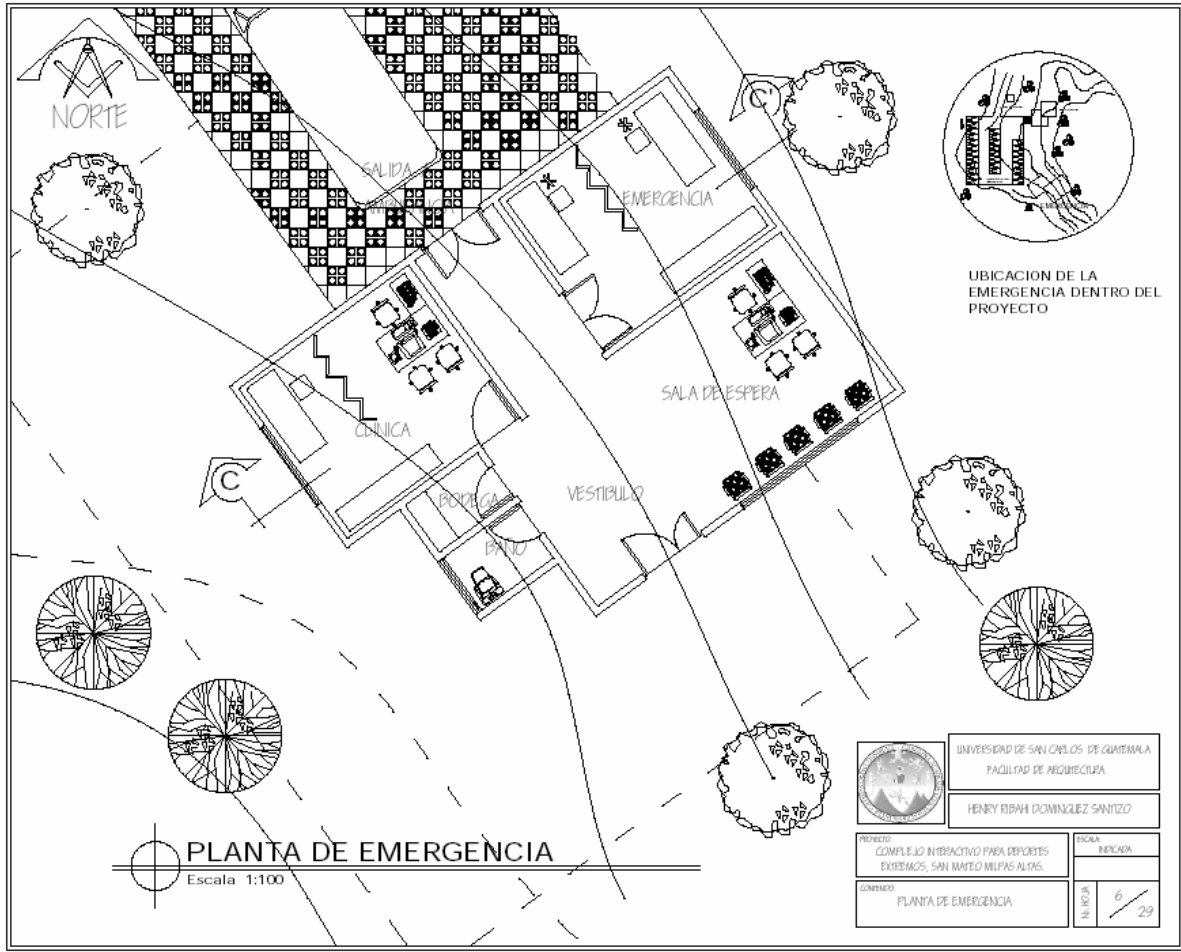 NORTE
SALIDA
AMBULANCIA
EMERGENCIA
C'
EMERGENCIA
UBICACION DE LA
EMERGENCIA DENTRO DEL
PROYECTO
SALA DE ESPERA
CLINICA
C
BODEGA
VESTIBULO
BAÑO
PLANTA DE EMERGENCIA
Escala 1:100
UNIVERSIDAD DE SAN CARLOS DE GUATEMALA
FACULTAD DE ARQUITECTURA
HENRY RIBAHI DOMINGUEZ SANTIZO
PROYECTO:
COMPLEJO INTERACTIVO PARA DEPORTES
EXTREMOS, SAN MATEO MILPAS ALTAS.
ESCALA:
INDICADA
CONTENIDO:
PLANTA DE EMERGENCIA
No. HOJA
6
29